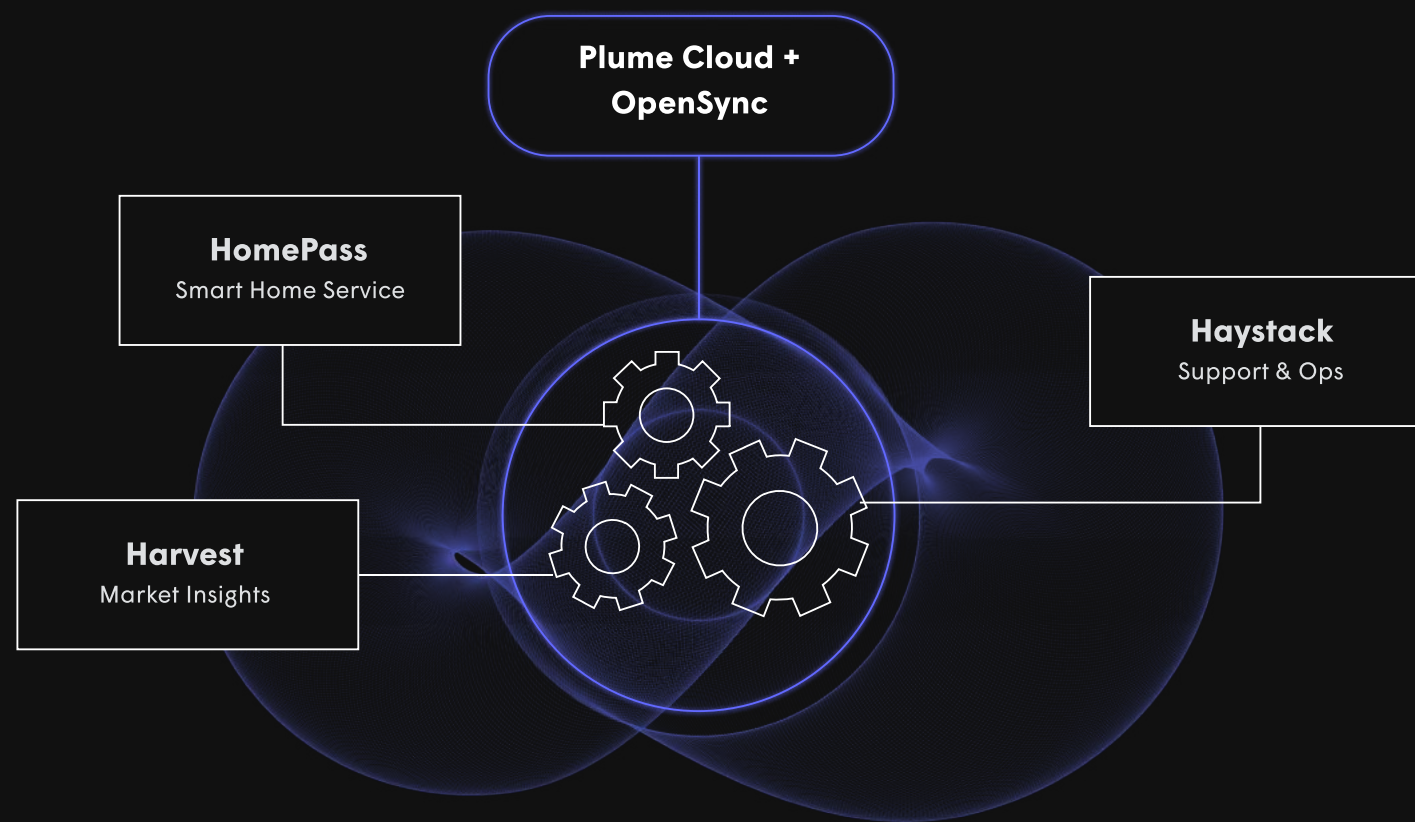 Plume Cloud +
OpenSync
HomePass
Smart Home Service
Haystack
Support & Ops
Harvest
Market Insights